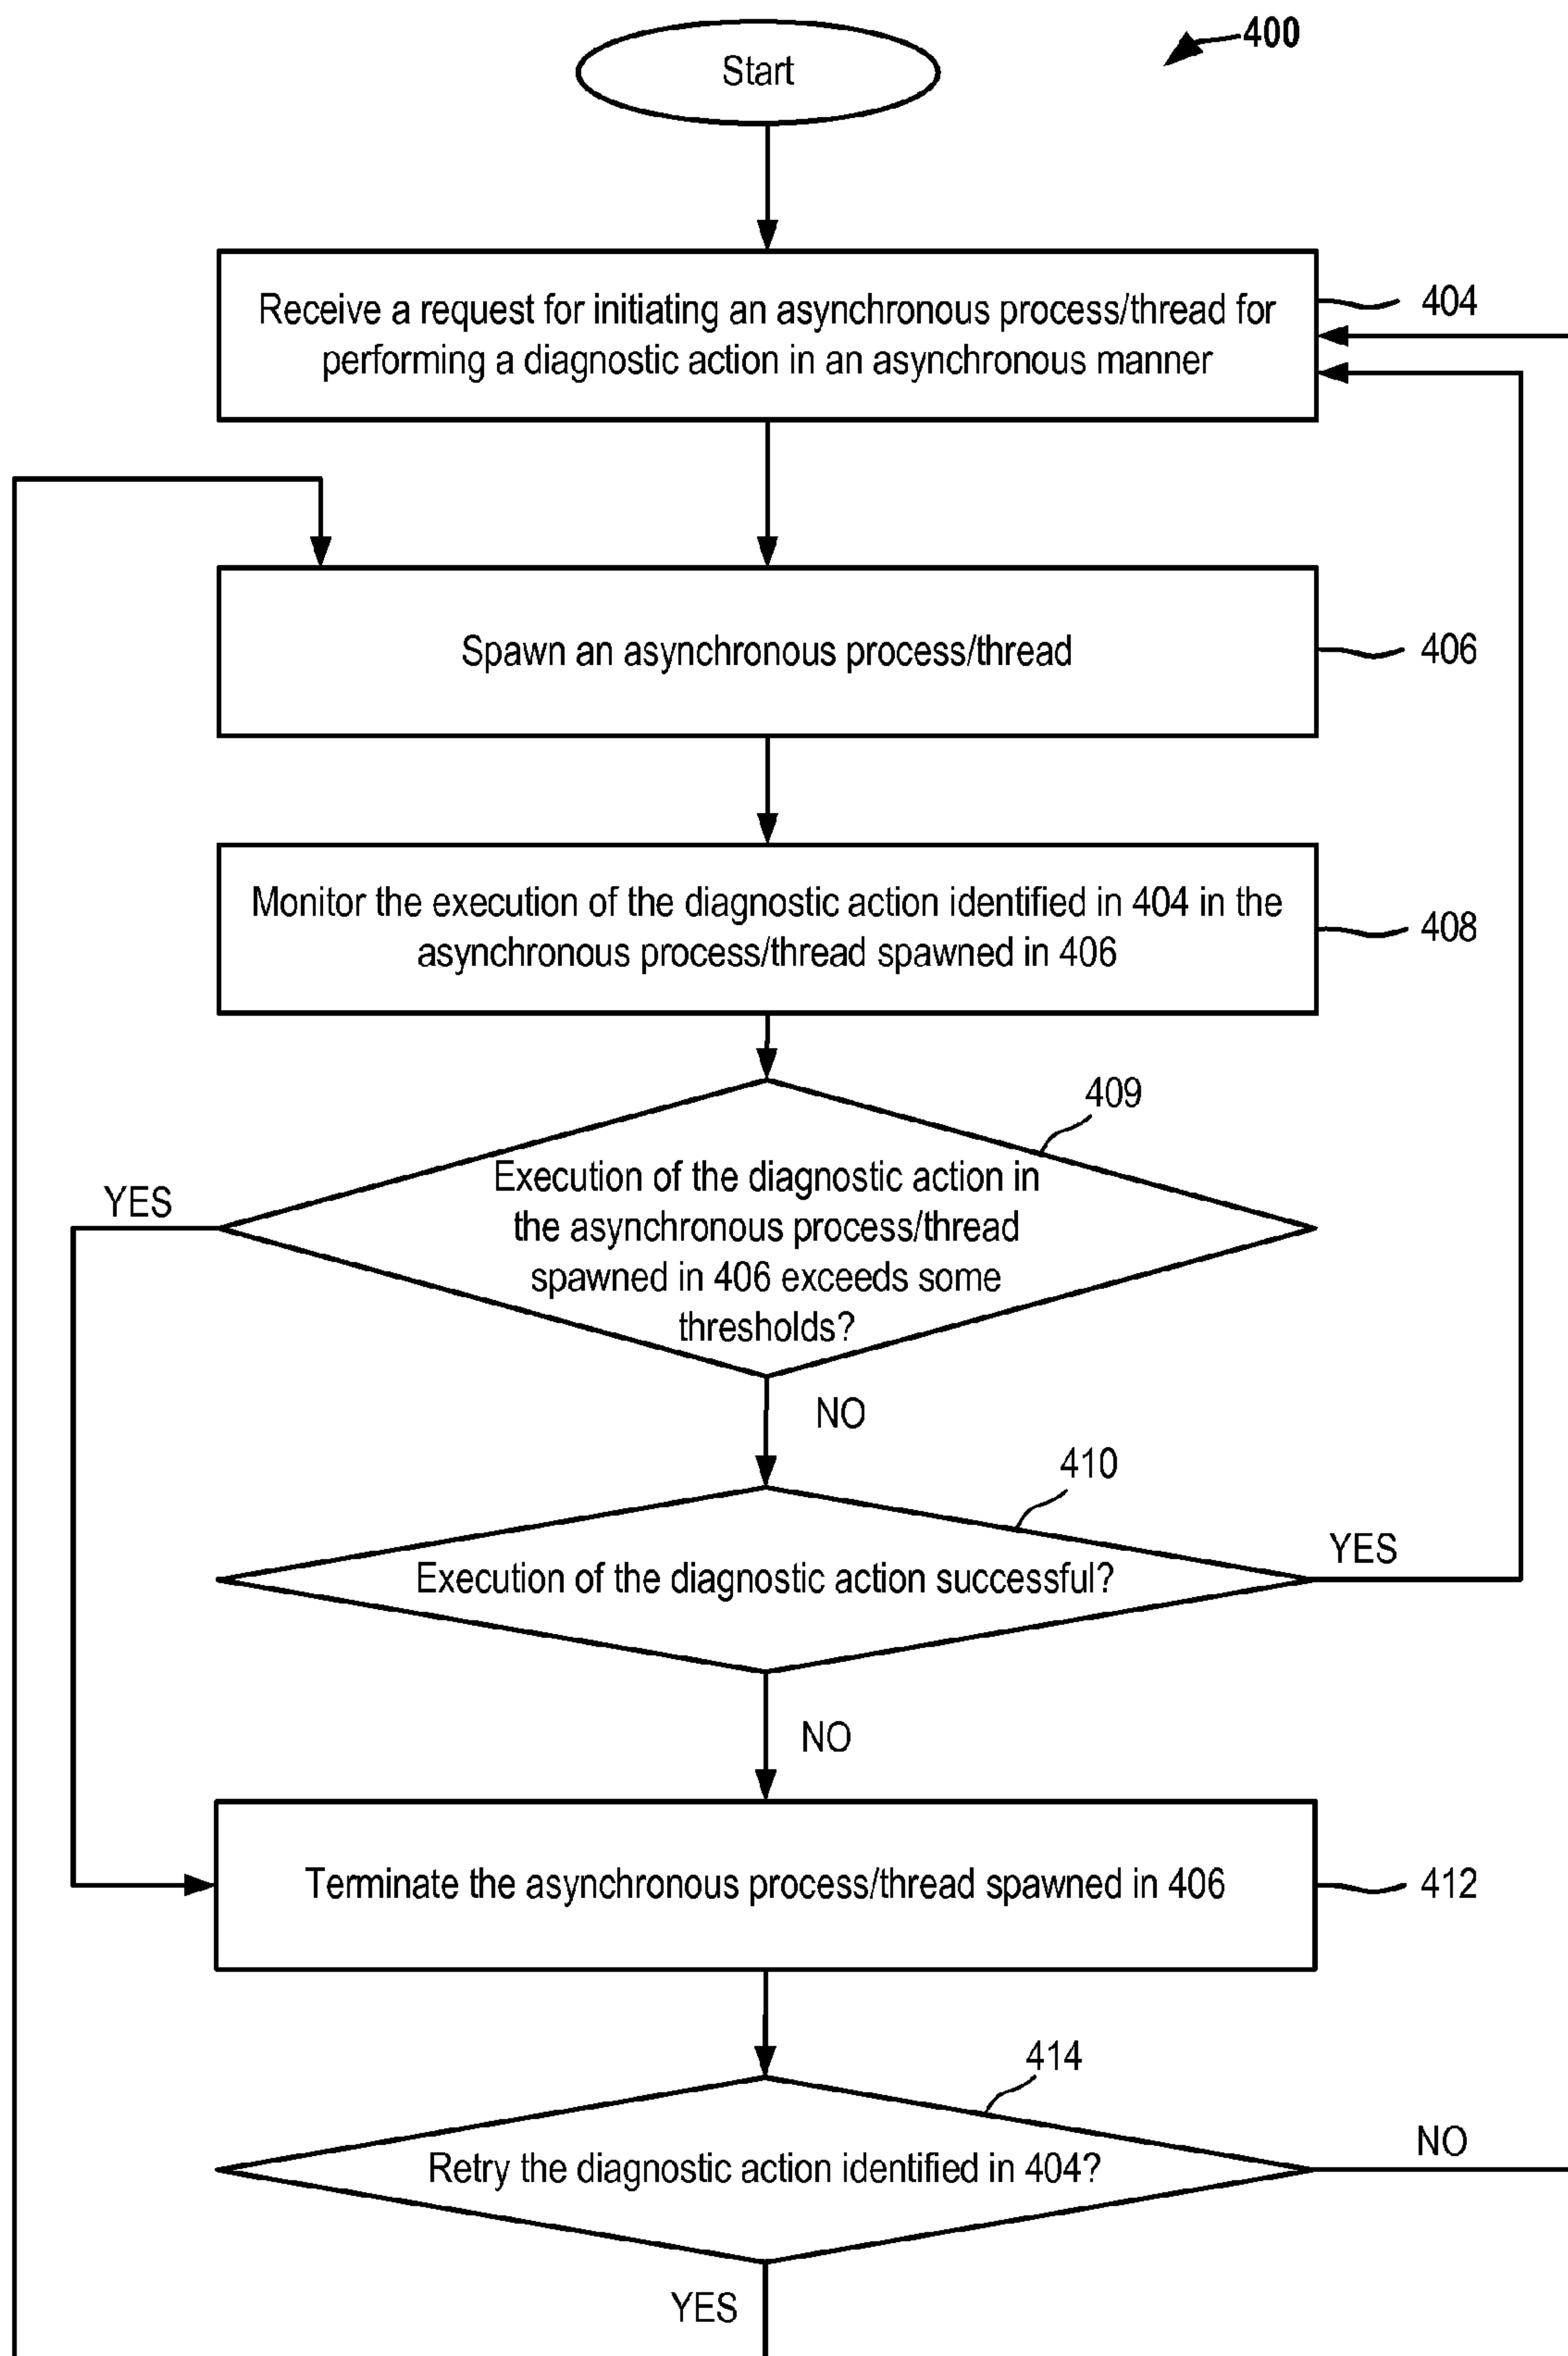 400
Start
Receive a request for initiating an asynchronous process/thread for
performing a diagnostic action in an asynchronous manner
404
Spawn an asynchronous process/thread
406
Monitor the execution of the diagnostic action identified in 404 in the
asynchronous process/thread spawned in 406
408
409
YES
Execution of the diagnostic action in
the asynchronous process/thread
spawned in 406 exceeds some
thresholds?
NO
410
Execution of the diagnostic action successful?
YES
NO
Terminate the asynchronous process/thread spawned in 406
412
414
Retry the diagnostic action identified in 404?
NO
YES